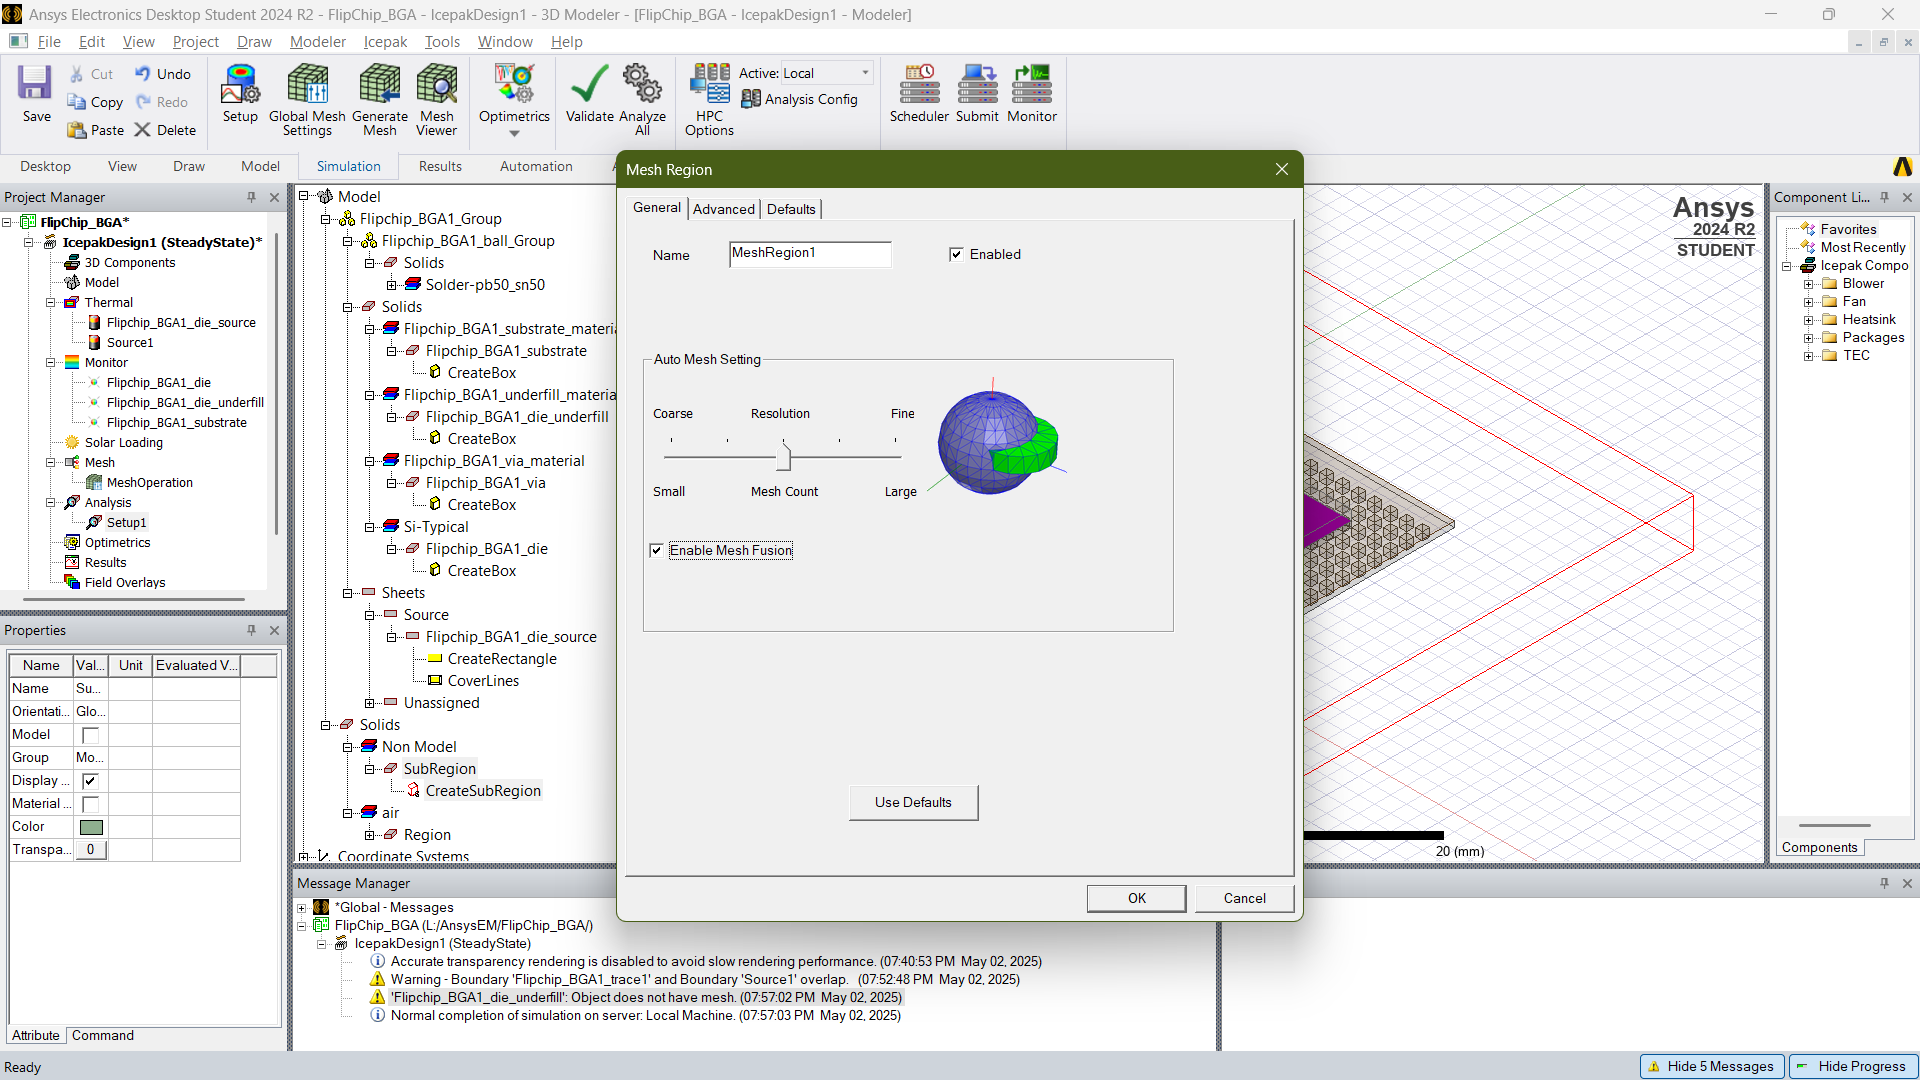 Ansys Electronics Desktop Student 2024 R2 - FlipChip_BGA - IcepakDesign1 - 3D Modeler - [FlipChip_BGA - IcepakDesign1 - Modeler]
File Edit View Project Draw Modeler Icepak Tools Window Help
Save
Cut
Copy
Paste
Undo
Redo
Delete
Setup
Global Mesh Settings
Generate Mesh
Mesh Viewer
Optimetrics
Validate
Analyze All
HPC Options
Active: Local
Analysis Config
Scheduler
Submit
Monitor
Desktop View Draw Model Simulation Results Automation
Project Manager
FlipChip_BGA*
IcepakDesign1 (SteadyState)*
3D Components
Model
Thermal
Flipchip_BGA1_die_source
Source1
Monitor
Flipchip_BGA1_die
Flipchip_BGA1_die_underfill
Flipchip_BGA1_substrate
Solar Loading
Mesh
MeshOperation
Analysis
Setup1
Optimetrics
Results
Field Overlays
Properties
Name Val... Unit Evaluated V...
Name Su...
Orientati... Glo...
Model
Group Mo...
Display ...
Material ...
Color
Transpa... 0
Attribute Command
Model
Flipchip_BGA1_Group
Flipchip_BGA1_ball_Group
Solids
Solder-pb50_sn50
Solids
Flipchip_BGA1_substrate_materi
Flipchip_BGA1_substrate
CreateBox
Flipchip_BGA1_underfill_materia
Flipchip_BGA1_die_underfill
CreateBox
Flipchip_BGA1_via_material
Flipchip_BGA1_via
CreateBox
Si-Typical
Flipchip_BGA1_die
CreateBox
Sheets
Source
Flipchip_BGA1_die_source
CreateRectangle
CoverLines
Unassigned
Solids
Non Model
SubRegion
CreateSubRegion
air
Region
Coordinate Systems
Mesh Region
General Advanced Defaults
Name MeshRegion1 Enabled
Auto Mesh Setting
Coarse Resolution Fine
Small Mesh Count Large
Enable Mesh Fusion
Use Defaults
OK Cancel
Ansys
2024 R2
STUDENT
20 (mm)
Component Li...
Favorites
Most Recently
Icepak Compo
Blower
Fan
Heatsink
Packages
TEC
Components
Message Manager
*Global - Messages
FlipChip_BGA (L:/AnsysEM/FlipChip_BGA/)
IcepakDesign1 (SteadyState)
Accurate transparency rendering is disabled to avoid slow rendering performance. (07:40:53 PM May 02, 2025)
Warning - Boundary 'Flipchip_BGA1_trace1' and Boundary 'Source1' overlap. (07:52:48 PM May 02, 2025)
'Flipchip_BGA1_die_underfill': Object does not have mesh. (07:57:02 PM May 02, 2025)
Normal completion of simulation on server: Local Machine. (07:57:03 PM May 02, 2025)
Ready
Hide 5 Messages
Hide Progress